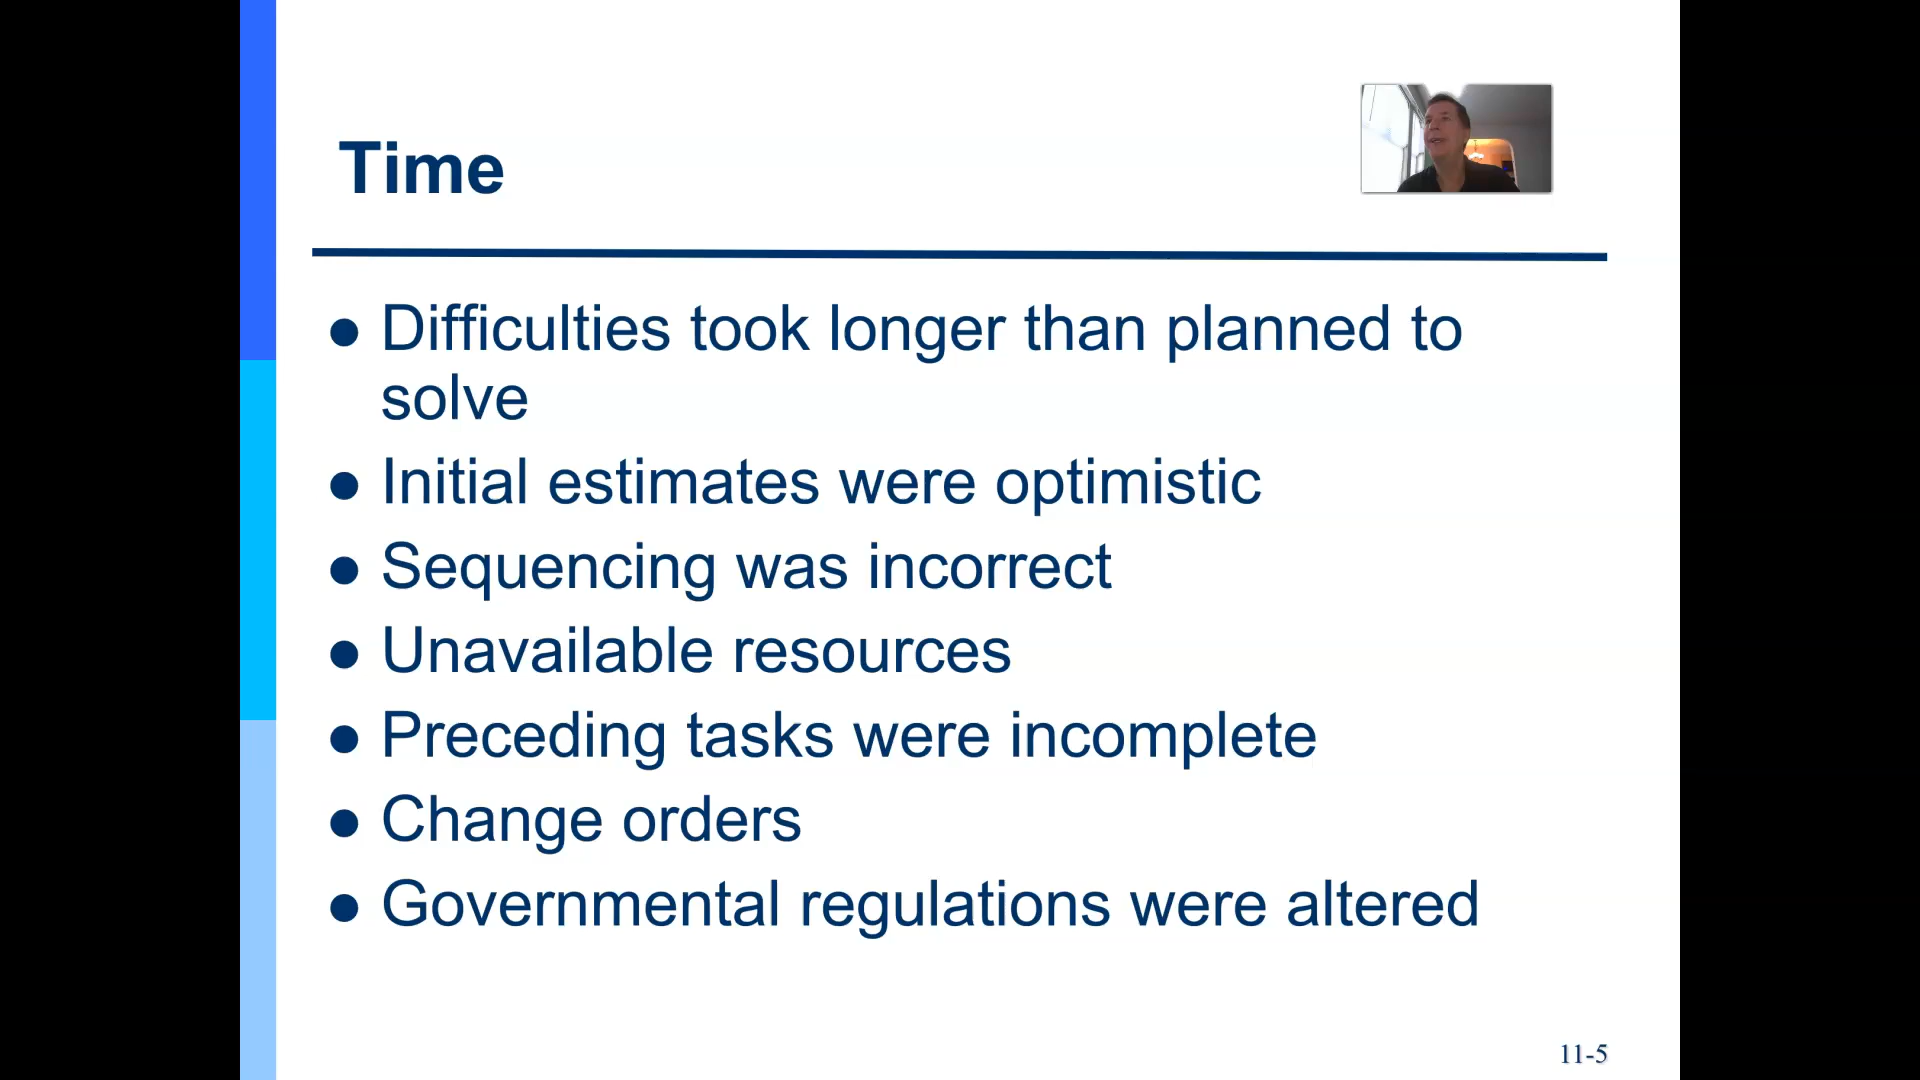 Time
● Difficulties took longer than planned to
solve
● Initial estimates were optimistic
● Sequencing was incorrect
● Unavailable resources
● Preceding tasks were incomplete
● Change orders
● Governmental regulations were altered
11-5